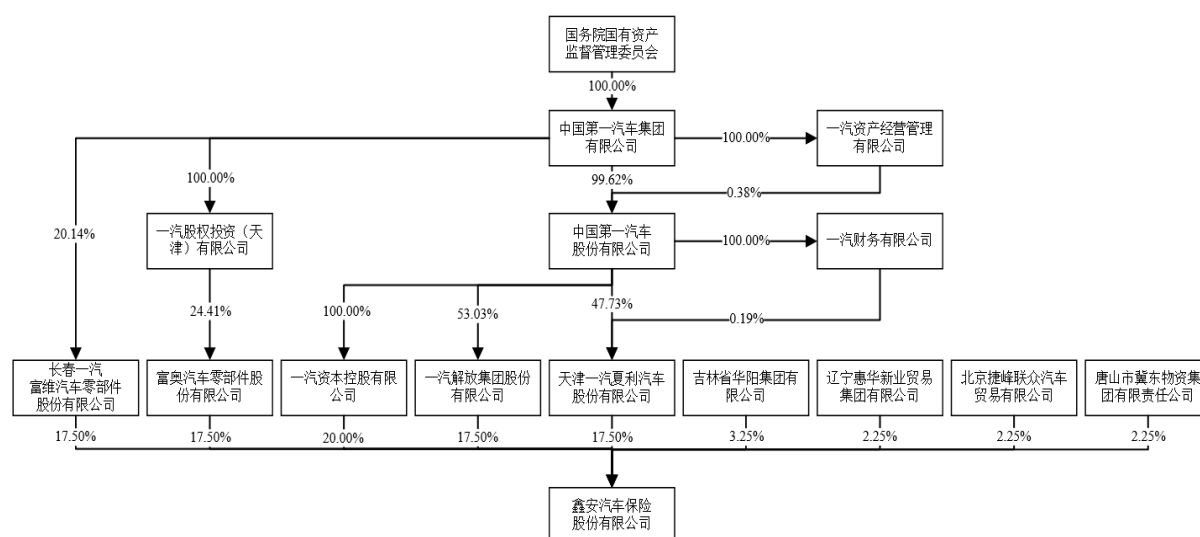 国务院国有资产
监督管理委员会
100.00%
中国第一汽车集团
有限公司
100.00%
一汽资产经营管理
有限公司
100.00%
99.62%
0.38%
20.14%
一汽股权投资（天
津）有限公司
中国第一汽车
股份有限公司
100.00%
一汽财务有限公司
24.41%
100.00%
53.03%
47.73%
0.19%
长春一汽
富维汽车零部件
股份有限公司
富奥汽车零部件股
份有限公司
一汽资本控股有限
公司
一汽解放集团股份
有限公司
天津一汽夏利汽车
股份有限公司
吉林省华阳集团有
限公司
辽宁惠华新业贸易
集团有限公司
北京捷峰联众汽车
贸易有限公司
唐山市冀东物资集
团有限责任公司
17.50%
17.50%
20.00%
17.50%
17.50%
3.25%
2.25%
2.25%
2.25%
鑫安汽车保险
股份有限公司